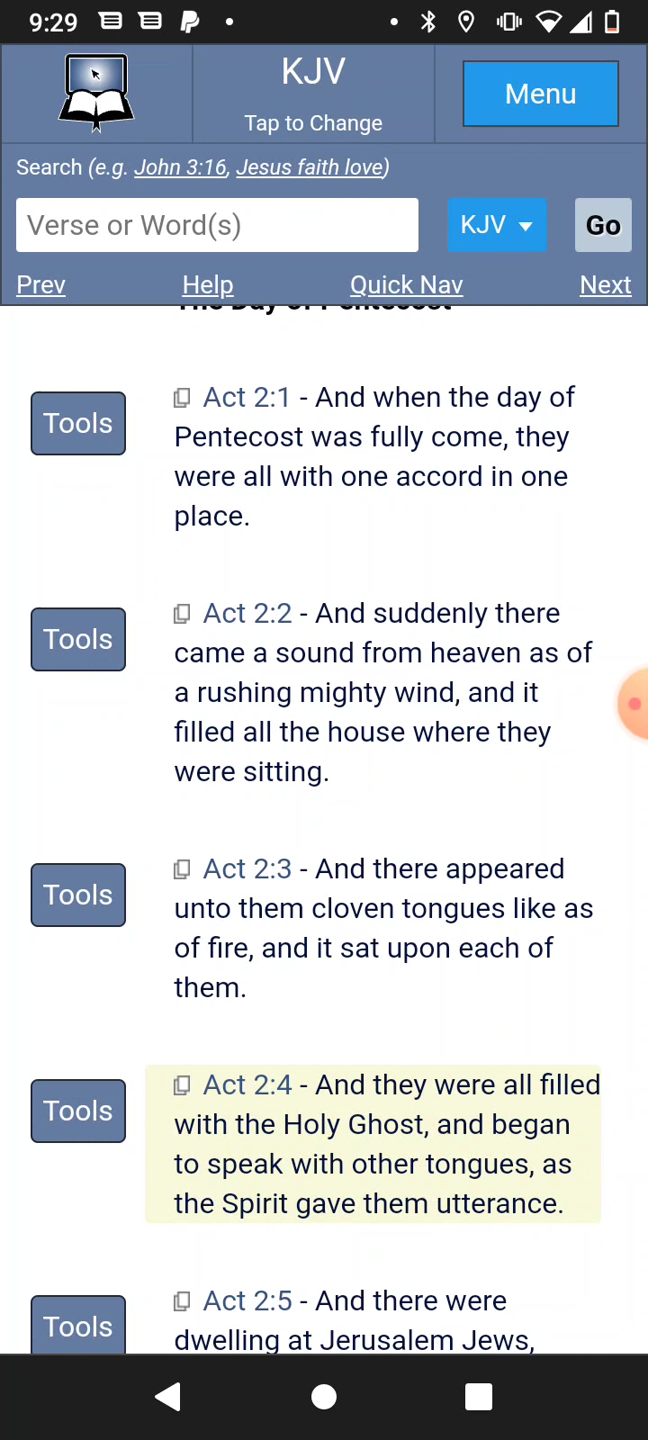 9:29
KJV
Tap to Change
Menu
Search (e.g. John 3:16, Jesus faith love)
Verse or Word(s)
KJV
Go
Prev
Help
Quick Nav
Next
The Day of Pentecost
Tools
Act 2:1 - And when the day of
Pentecost was fully come, they
were all with one accord in one
place.
Tools
Act 2:2 - And suddenly there
came a sound from heaven as of
a rushing mighty wind, and it
filled all the house where they
were sitting.
Tools
Act 2:3 - And there appeared
unto them cloven tongues like as
of fire, and it sat upon each of
them.
Tools
Act 2:4 - And they were all filled
with the Holy Ghost, and began
to speak with other tongues, as
the Spirit gave them utterance.
Tools
Act 2:5 - And there were
dwelling at Jerusalem Jews,